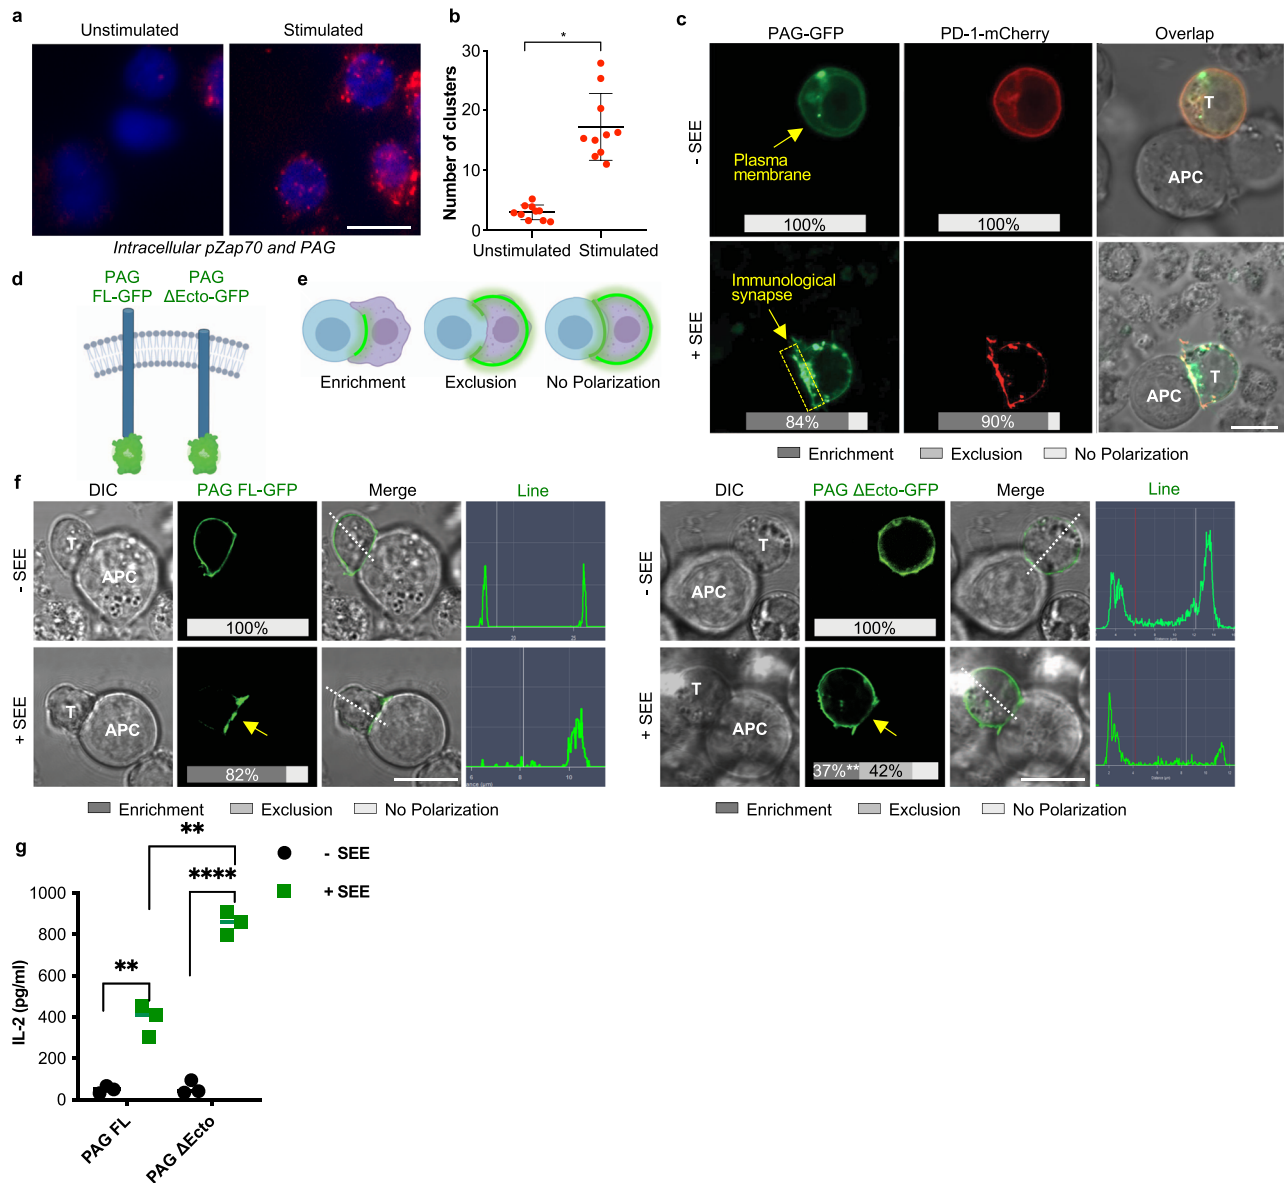 a
Unstimulated
Stimulated
Intracellular pZap70 and PAG
b
*
Number of clusters
30
20
10
0
Unstimulated
Stimulated
c
PAG-GFP
PD-1-mCherry
Overlap
- SEE
Plasma
membrane
100%
100%
T
APC
+ SEE
Immunological
synapse
84%
90%
APC
T
Enrichment
Exclusion
No Polarization
d
PAG
FL-GFP
PAG
ΔEcto-GFP
e
Enrichment
Exclusion
No Polarization
f
DIC
PAG FL-GFP
Merge
Line
- SEE
T
APC
100%
+ SEE
T
APC
82%
6
8
10
Enrichment
Exclusion
No Polarization
DIC
PAG ΔEcto-GFP
Merge
Line
- SEE
T
APC
100%
+ SEE
T
APC
37%** 42%
Enrichment
Exclusion
No Polarization
g
- SEE
+ SEE
**
****
**
IL-2 (pg/ml)
1000
800
600
400
200
0
PAG FL
PAG ΔEcto